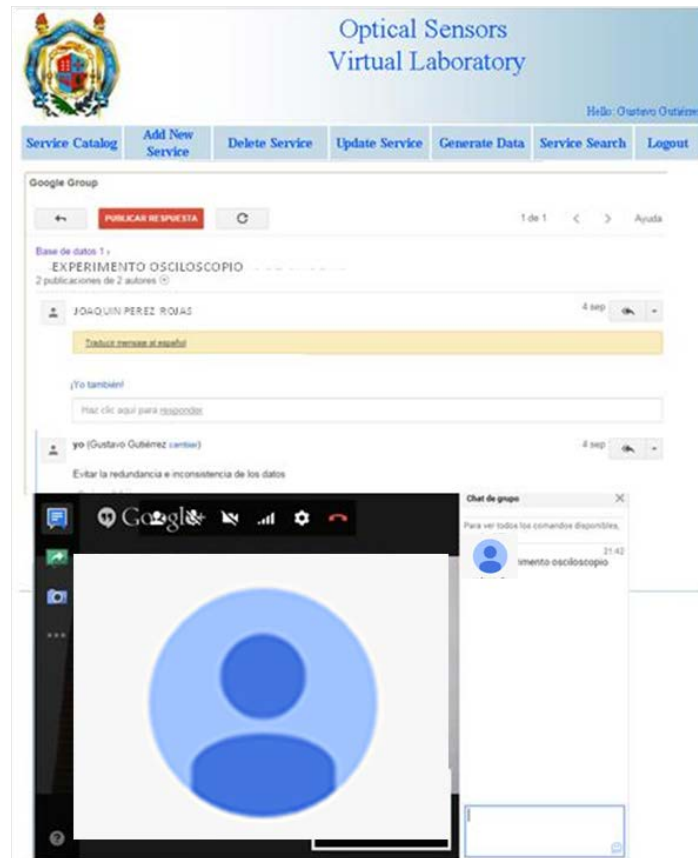 Optical Sensors
Virtual Laboratory
Hello: Gustavo Gutiérre
Service Catalog
Add New
Service
Delete Service
Update Service
Generate Data
Service Search
Logout
Google Group
PUBLICAR RESPUESTA
1 de 1
Ayuda
Base de datos 1 ›
EXPERIMENTO OSCILOSCOPIO
2 publicaciones de 2 autores
JOAQUIN PEREZ ROJAS
4 sep
Traducir mensaje al español
¡Yo también!
Haz clic aquí para responder
yo (Gustavo Gutiérrez cambiar)
4 sep
Evitar la redundancia e inconsistencia de los datos
Google+
Chat de grupo
Para ver todos los comandos disponibles,
21:42
rimento osciloscopio